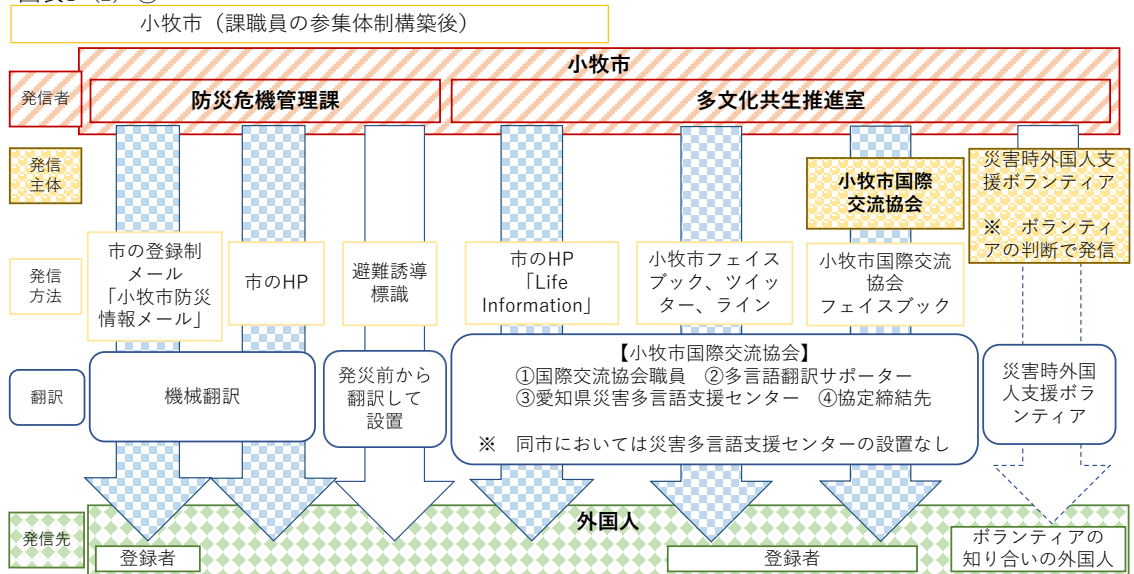 小牧市（課職員の参集体制構築後）
小牧市
発信者
防災危機管理課
多文化共生推進室
発信
主体
小牧市国際
交流協会
災害時外国人支
援ボランティア
※　ボランティ
アの判断で発信
発信
方法
市の登録制
メール
「小牧市防災
情報メール」
市のHP
避難誘導
標識
市のHP
「Life
Information」
小牧市フェイス
ブック、ツイッ
ター、ライン
小牧市国際交流
協会
フェイスブック
翻訳
機械翻訳
発災前から
翻訳して
設置
【小牧市国際交流協会】
①国際交流協会職員　②多言語翻訳サポーター
③愛知県災害多言語支援センター　④協定締結先
※　同市においては災害多言語支援センターの設置なし
災害時外国
人支援ボラ
ンティア
発信先
外国人
登録者
登録者
ボランティアの
知り合いの外国人